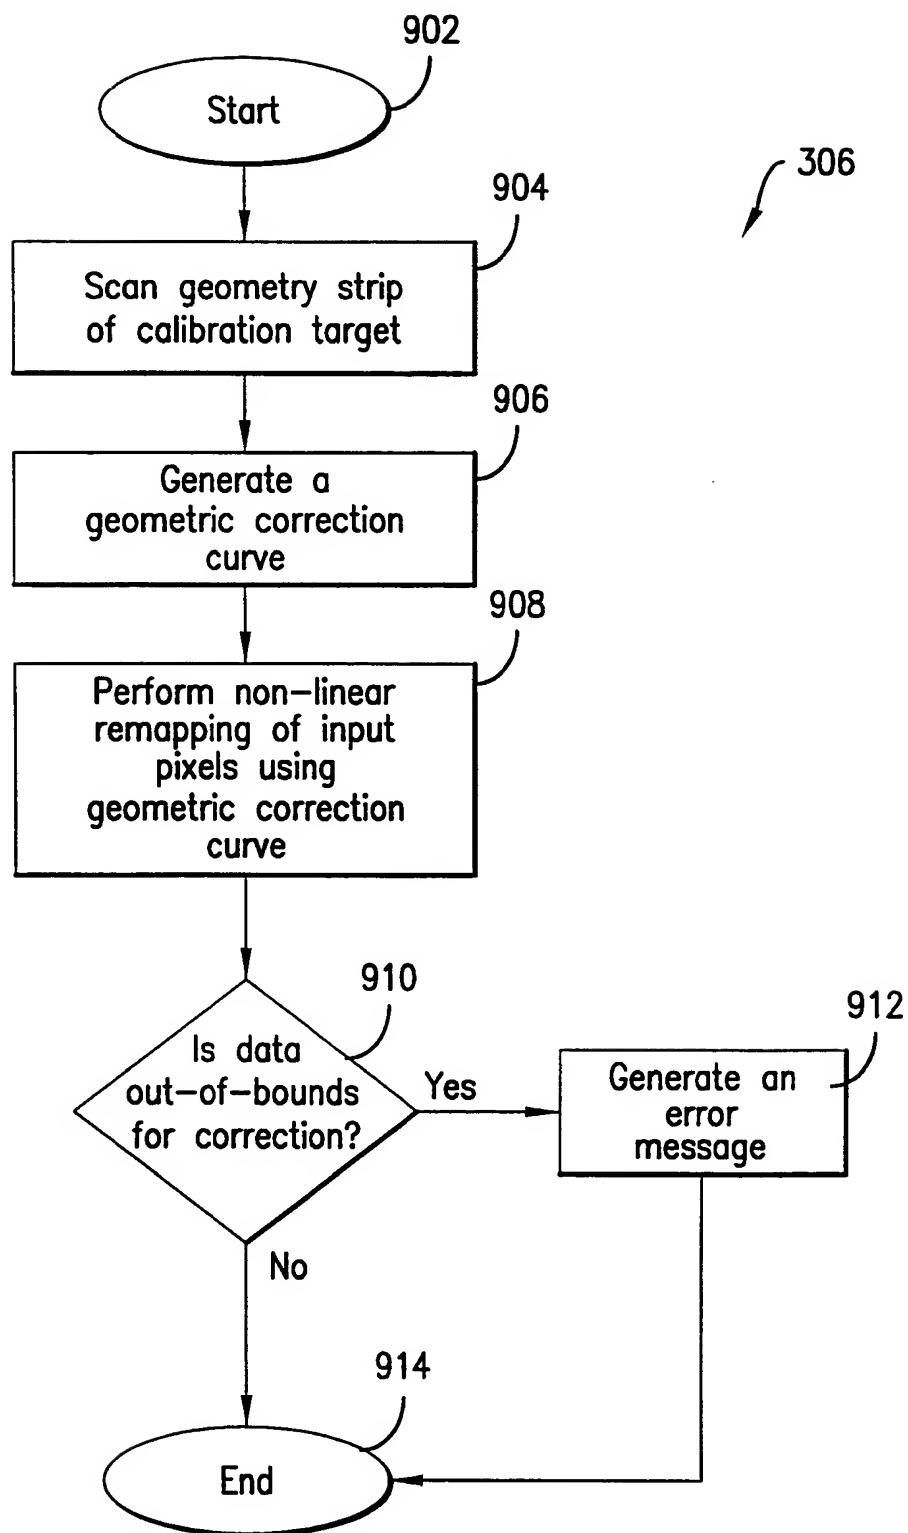 902
Start
306
904
Scan geometry strip
of calibration target
906
Generate a
geometric correction
curve
908
Perform non-linear
remapping of input
pixels using
geometric correction
curve
910
Is data
out-of-bounds
for correction?
Yes
912
Generate an
error
message
No
914
End